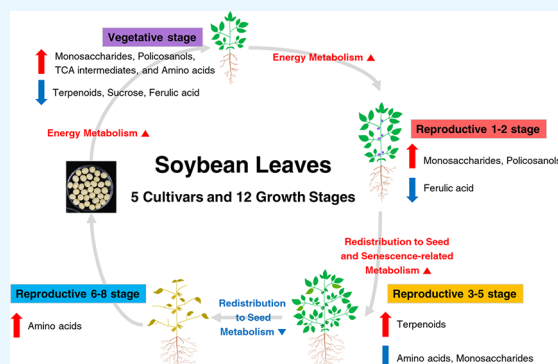 Vegetative stage
Monosaccharides, Policosanols,
TCA intermediates, and Amino acids
Terpenoids, Sucrose, Ferulic acid
Energy Metabolism ▲
Energy Metabolism ▲
Reproductive 1-2 stage
Monosaccharides, Policosanols
Ferulic acid
Soybean Leaves
5 Cultivars and 12 Growth Stages
Redistribution to Seed
and Senescence-related
Metabolism ▲
Reproductive 6-8 stage
Amino acids
Redistribution
to Seed
Metabolism ▼
Reproductive 3-5 stage
Terpenoids
Amino acids, Monosaccharides